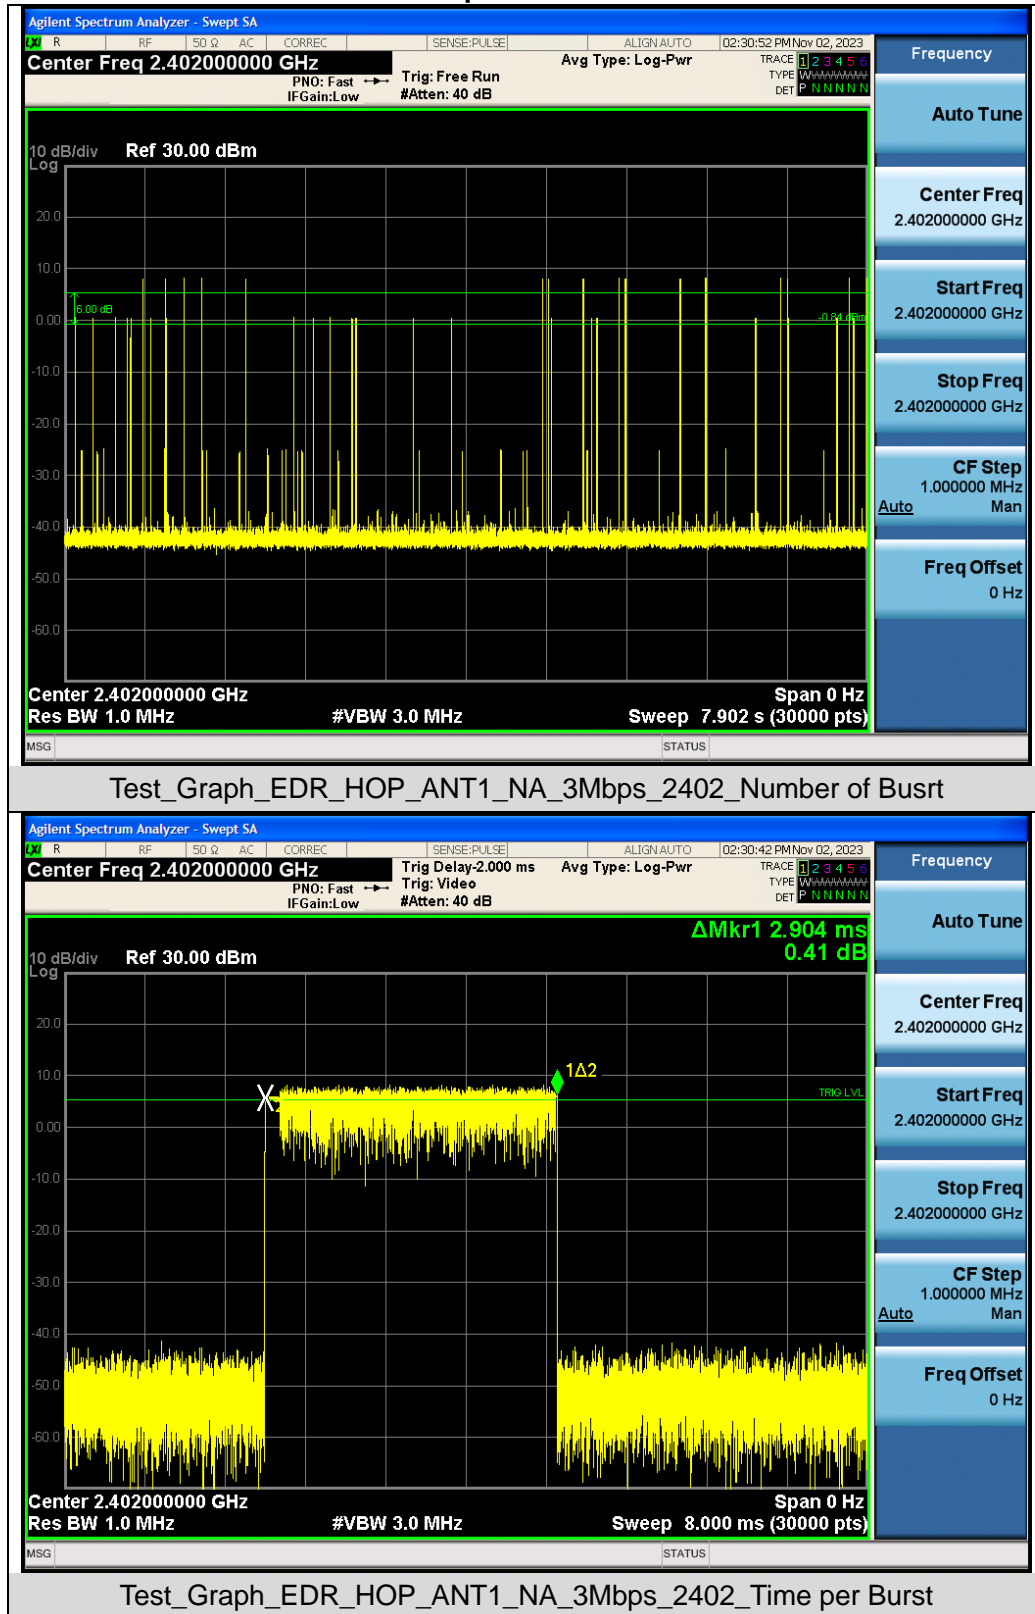 Agilent Spectrum Analyzer - Swept SA
LXI R RF 50 Ω AC CORREC SENSE:PULSE ALIGN AUTO 02:30:52 PM Nov 02, 2023
Center Freq 2.402000000 GHz Avg Type: Log-Pwr TRACE 1 2 3 4 5 6
PNO: Fast Trig: Free Run TYPE
IFGain:Low #Atten: 40 dB DET P N N N N N
10 dB/div Ref 30.00 dBm
Log
20.0
10.0
6.00 dB
0.00
-0.84 dBm
-10.0
-20.0
-30.0
-40.0
-50.0
-60.0
Center 2.402000000 GHz Span 0 Hz
Res BW 1.0 MHz #VBW 3.0 MHz Sweep 7.902 s (30000 pts)
MSG STATUS
Frequency
Auto Tune
Center Freq
2.402000000 GHz
Start Freq
2.402000000 GHz
Stop Freq
2.402000000 GHz
CF Step
1.000000 MHz
Auto Man
Freq Offset
0 Hz
Test_Graph_EDR_HOP_ANT1_NA_3Mbps_2402_Number of Busrt
Agilent Spectrum Analyzer - Swept SA
LXI R RF 50 Ω AC CORREC SENSE:PULSE ALIGN AUTO 02:30:42 PM Nov 02, 2023
Center Freq 2.402000000 GHz Trig Delay-2.000 ms Avg Type: Log-Pwr TRACE 1 2 3 4 5 6
PNO: Fast Trig: Video TYPE
IFGain:Low #Atten: 40 dB DET P N N N N N
ΔMkr1 2.904 ms
0.41 dB
10 dB/div Ref 30.00 dBm
Log
20.0
10.0
1Δ2
TRIG LVL
0.00
-10.0
-20.0
-30.0
-40.0
-50.0
-60.0
Center 2.402000000 GHz Span 0 Hz
Res BW 1.0 MHz #VBW 3.0 MHz Sweep 8.000 ms (30000 pts)
MSG STATUS
Frequency
Auto Tune
Center Freq
2.402000000 GHz
Start Freq
2.402000000 GHz
Stop Freq
2.402000000 GHz
CF Step
1.000000 MHz
Auto Man
Freq Offset
0 Hz
Test_Graph_EDR_HOP_ANT1_NA_3Mbps_2402_Time per Burst